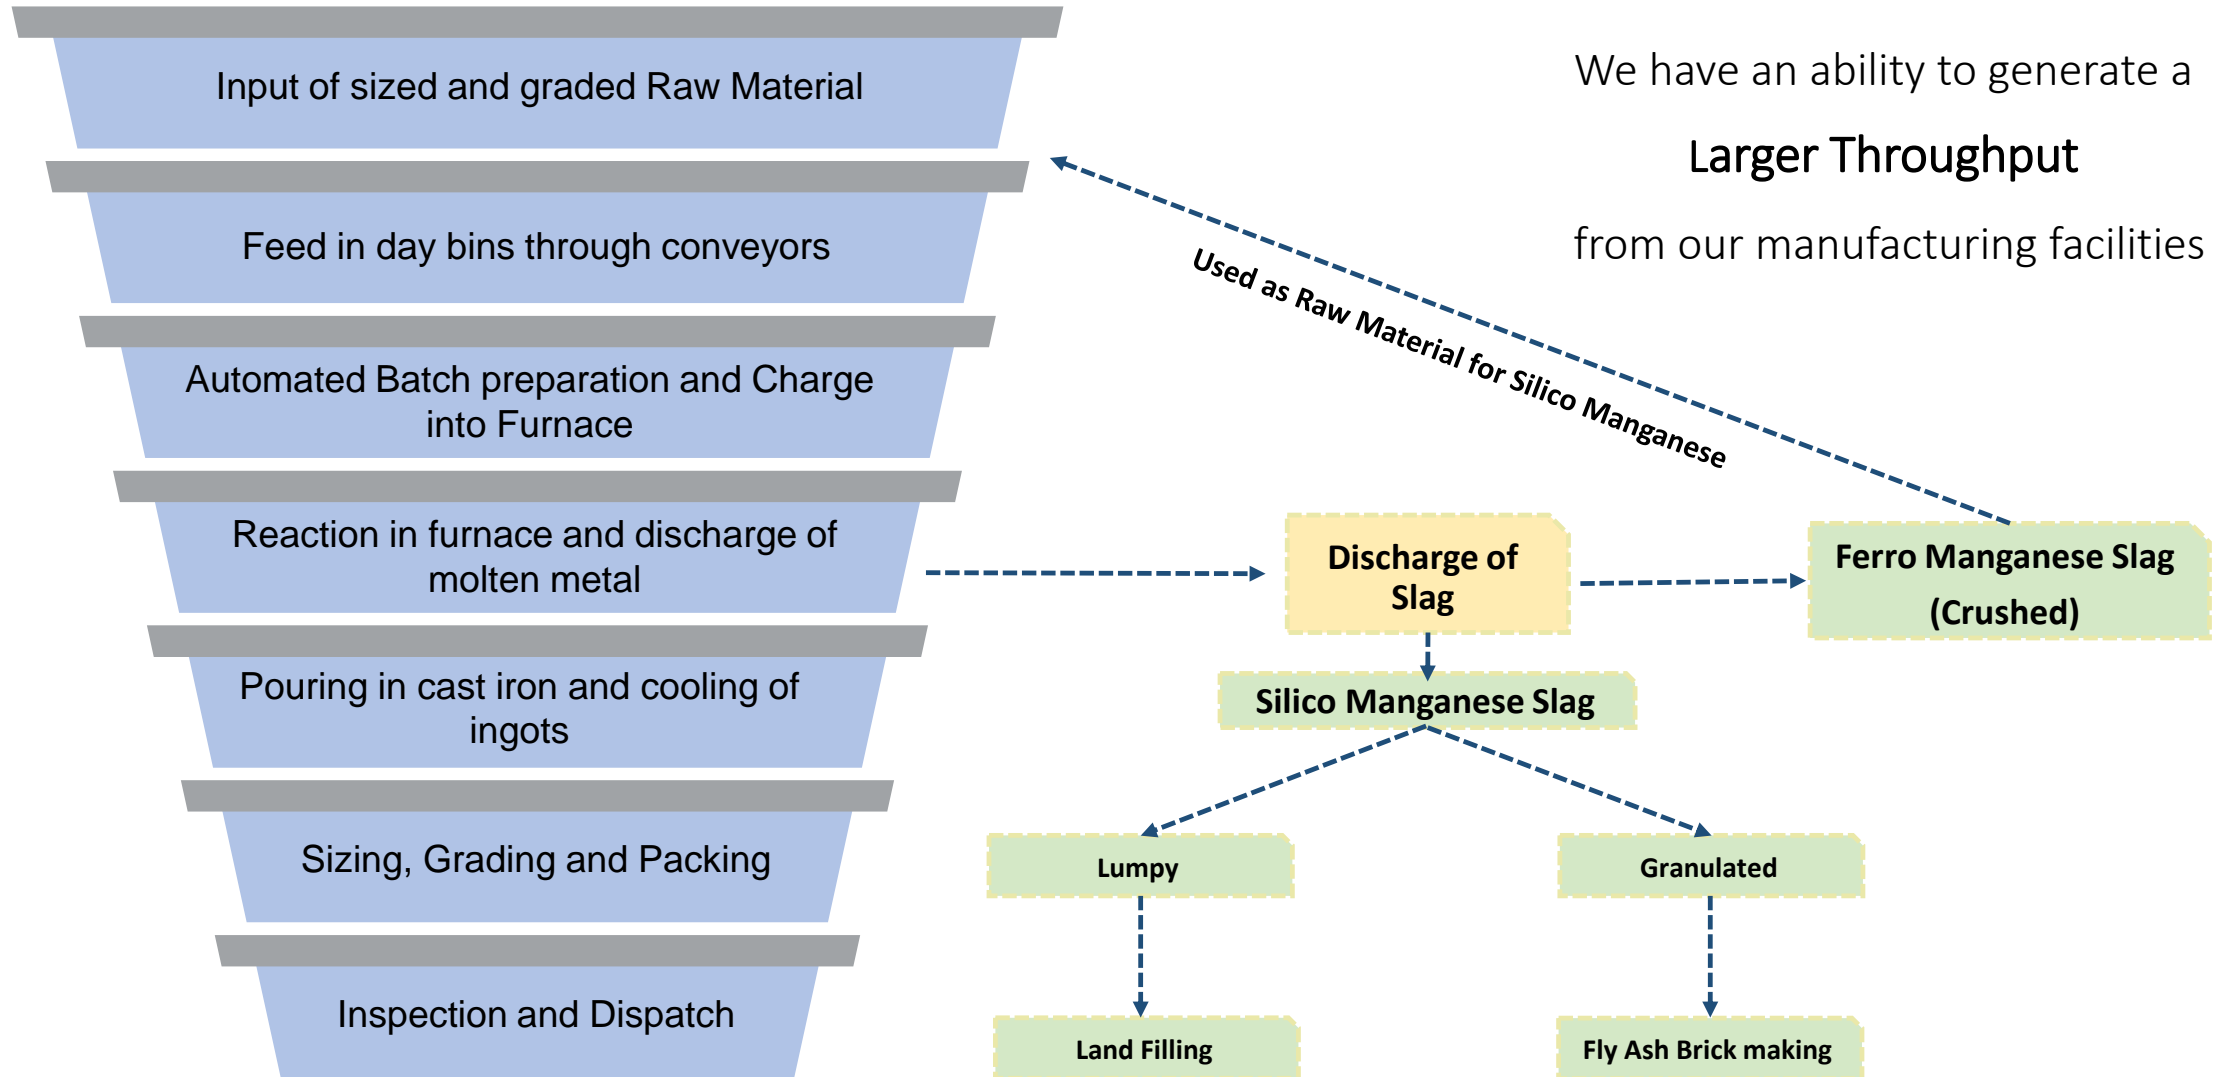 Input of sized and graded Raw Material
Feed in day bins through conveyors
Automated Batch preparation and Charge
into Furnace
Reaction in furnace and discharge of
molten metal
Pouring in cast iron and cooling of
ingots
Sizing, Grading and Packing
Inspection and Dispatch
We have an ability to generate a
Larger Throughput
from our manufacturing facilities
Used as Raw Material for Silico Manganese
Discharge of
Slag
Ferro Manganese Slag
(Crushed)
Silico Manganese Slag
Lumpy
Granulated
Land Filling
Fly Ash Brick making